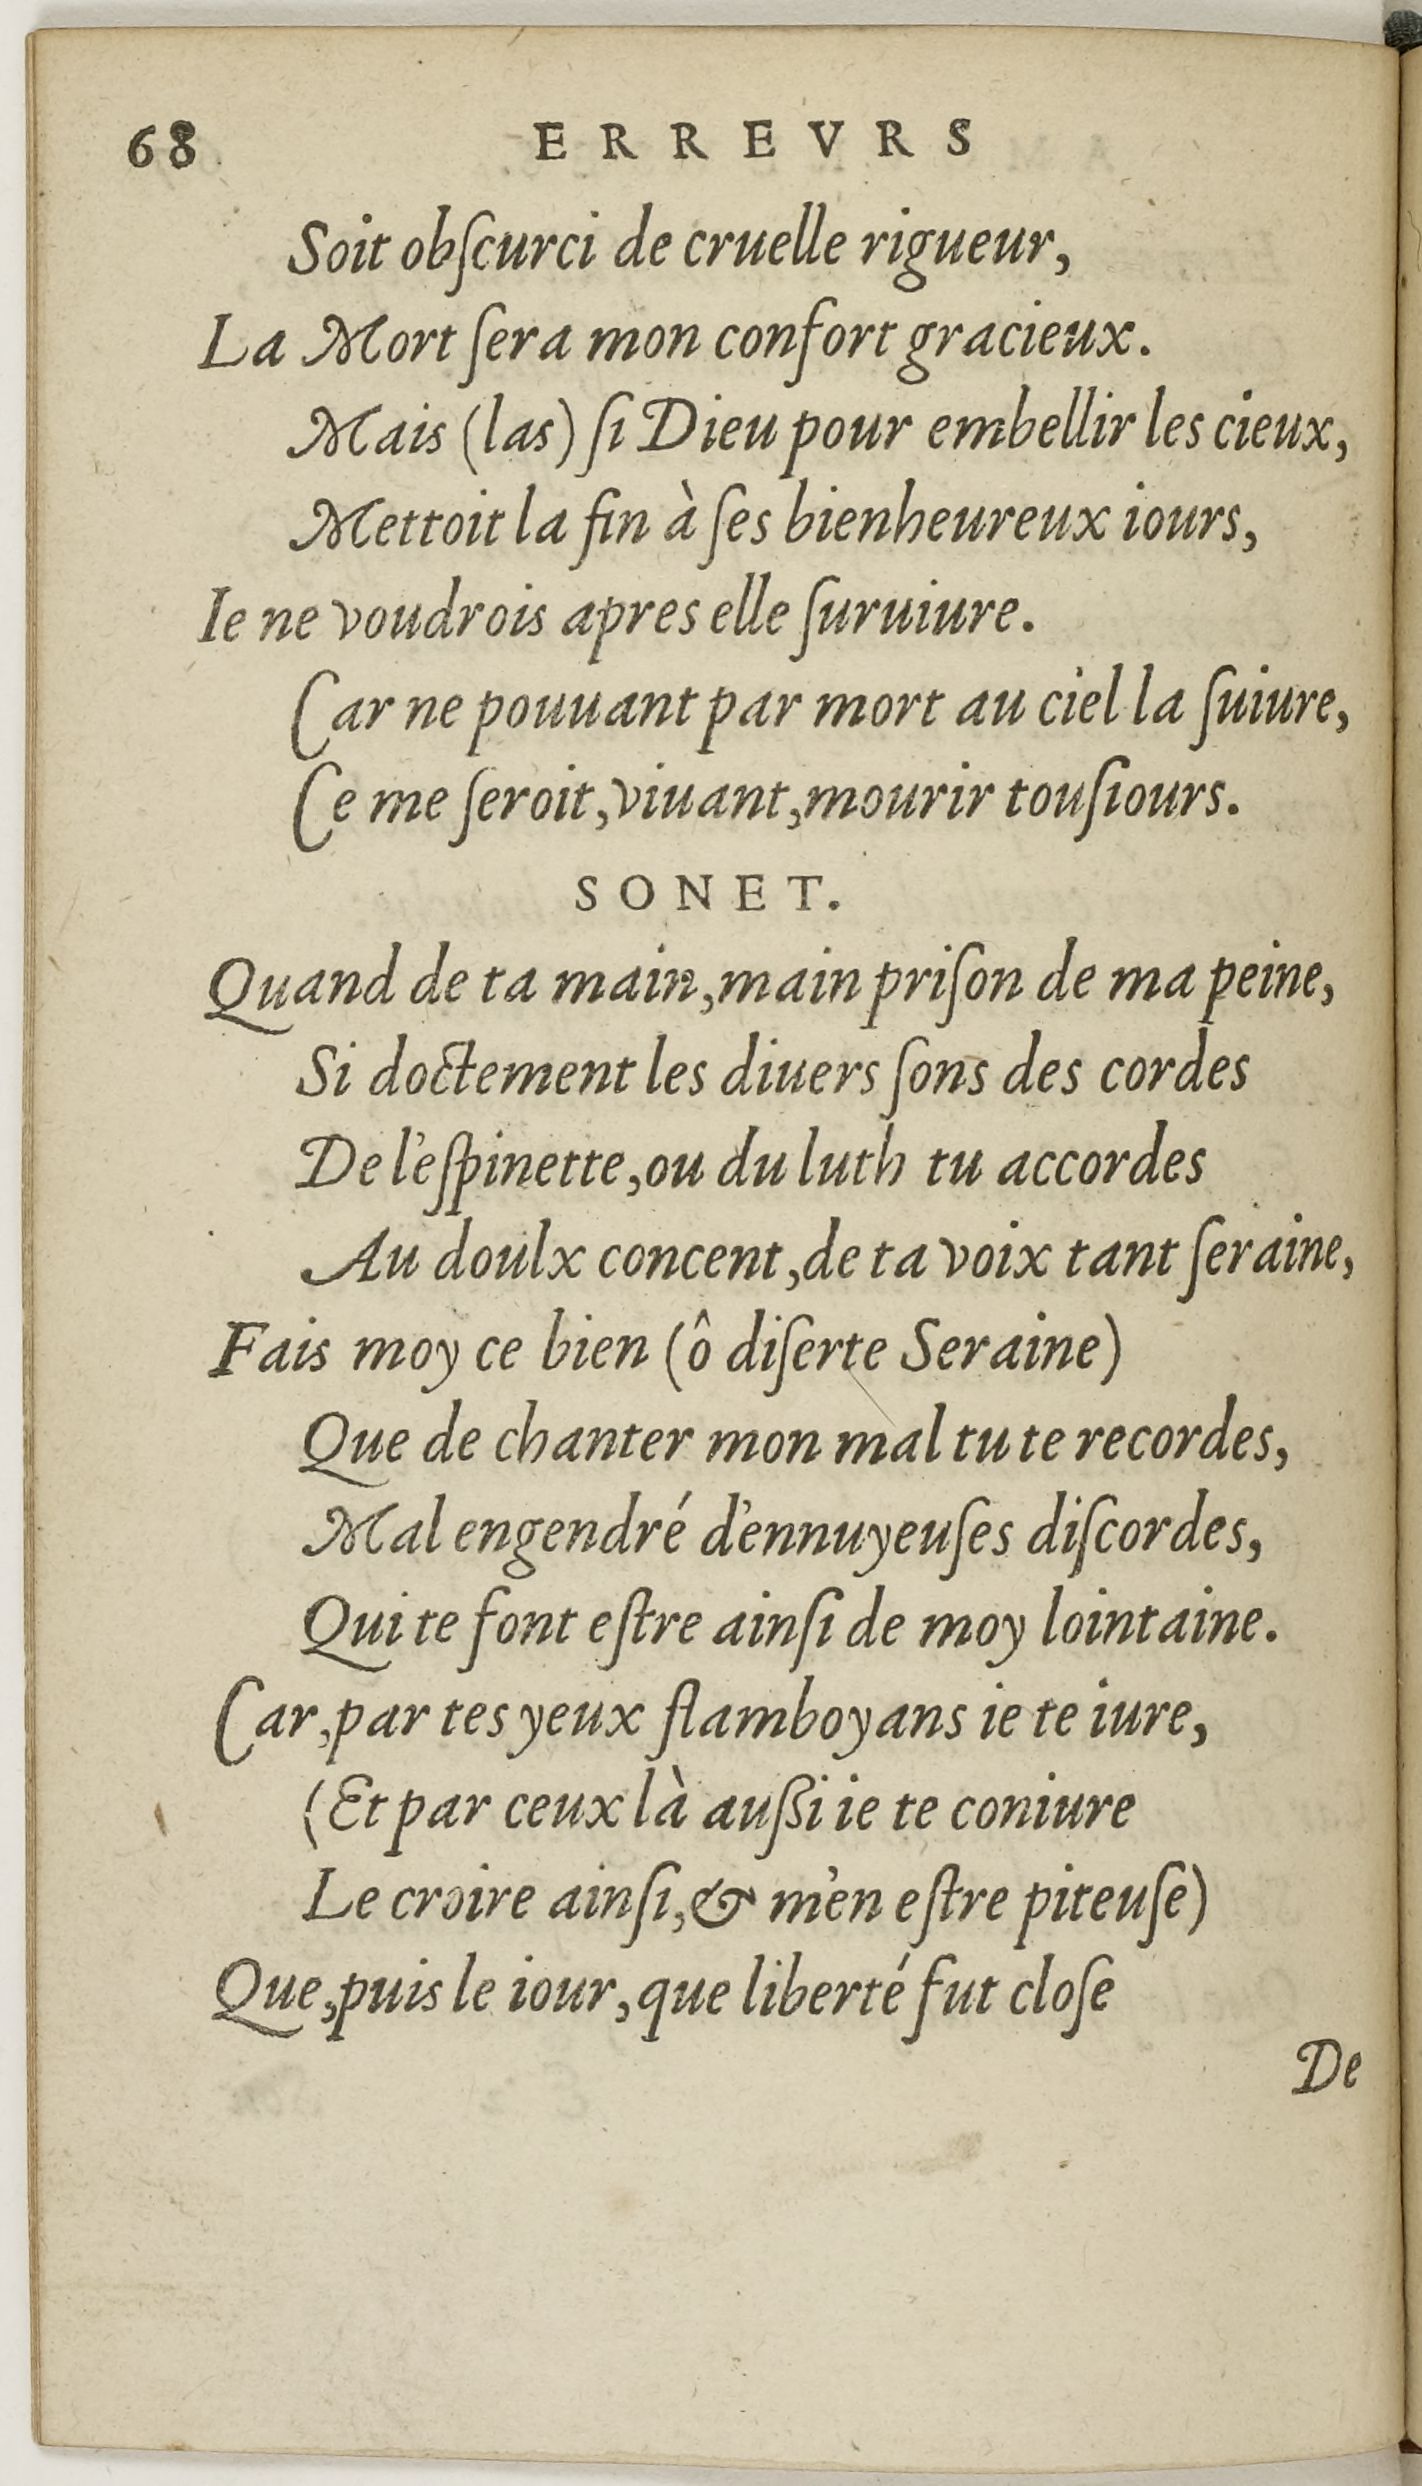 68 ERREVRS
Soit obſcurci de cruelle rigueur,
La Mort ſera mon confort gracieux.
Mais (las) ſi Dieu pour embellir les cieux,
Mettoit la fin à ſes bienheureux iours,
Ie ne voudrois apres elle ſuruiure.
Car ne pouuant par mort au ciel la ſuiure,
Ce me ſeroit, viuant, mourir touſiours.
SONET.
Quand de ta main, main priſon de ma peine,
Si doctement les diuers ſons des cordes
De l'eſpinette, ou du luth tu accordes
Au doulx concent, de ta voix tant ſeraine,
Fais moy ce bien (ô diſerte Seraine)
Que de chanter mon mal tu te recordes,
Mal engendré d'ennuyeuſes diſcordes,
Qui te font eſtre ainſi de moy lointaine.
Car, par tes yeux flamboyans ie te iure,
(Et par ceux là auſsi ie te coniure
Le croire ainſi, & m'en eſtre piteuſe)
Que, puis le iour, que liberté fut cloſe
De